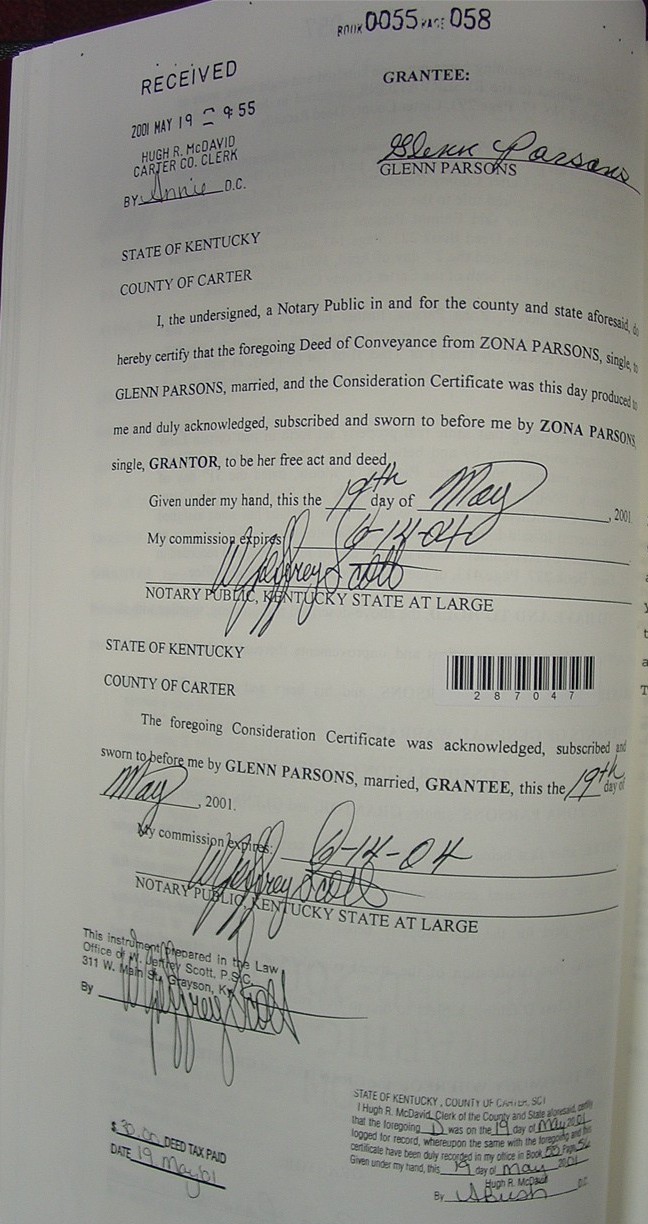 BOOK 0055 PAGE 058
RECEIVED
2001 MAY 19 9:55
HUGH R. McDAVID
CARTER CO. CLERK
BY Annie D.C.
GRANTEE:
Glenn Parsons
GLENN PARSONS
STATE OF KENTUCKY
COUNTY OF CARTER
I, the undersigned, a Notary Public in and for the county and state aforesaid, do
hereby certify that the foregoing Deed of Conveyance from ZONA PARSONS, single, to
GLENN PARSONS, married, and the Consideration Certificate was this day produced to
me and duly acknowledged, subscribed and sworn to before me by ZONA PARSONS,
single, GRANTOR, to be her free act and deed.
Given under my hand, this the 19th day of May, 2001.
My commission expires: 6-14-04
W Jeffrey Scott
NOTARY PUBLIC, KENTUCKY STATE AT LARGE
STATE OF KENTUCKY
COUNTY OF CARTER
287047
The foregoing Consideration Certificate was acknowledged, subscribed and
sworn to before me by GLENN PARSONS, married, GRANTEE, this the 19th day of
May, 2001.
My commission expires: 6-14-04
W Jeffrey Scott
NOTARY PUBLIC, KENTUCKY STATE AT LARGE
This instrument prepared in the Law
Office of W. Jeffrey Scott, P.S.C.
311 W. Main St., Grayson, Ky.
By W Jeffrey Scott
$ 30.00 DEED TAX PAID
DATE 19 May 01
STATE OF KENTUCKY, COUNTY OF CARTER, SCT
I Hugh R. McDavid, Clerk of the County and State aforesaid, certify
that the foregoing D was on the 19 day of May 2001
lodged for record, whereupon the same with the foregoing and this
certificate have been duly recorded in my office in Book 55 Page 56
Given under my hand, this 19 day of May 2001
Hugh R. McDavid
By ABush D.C.